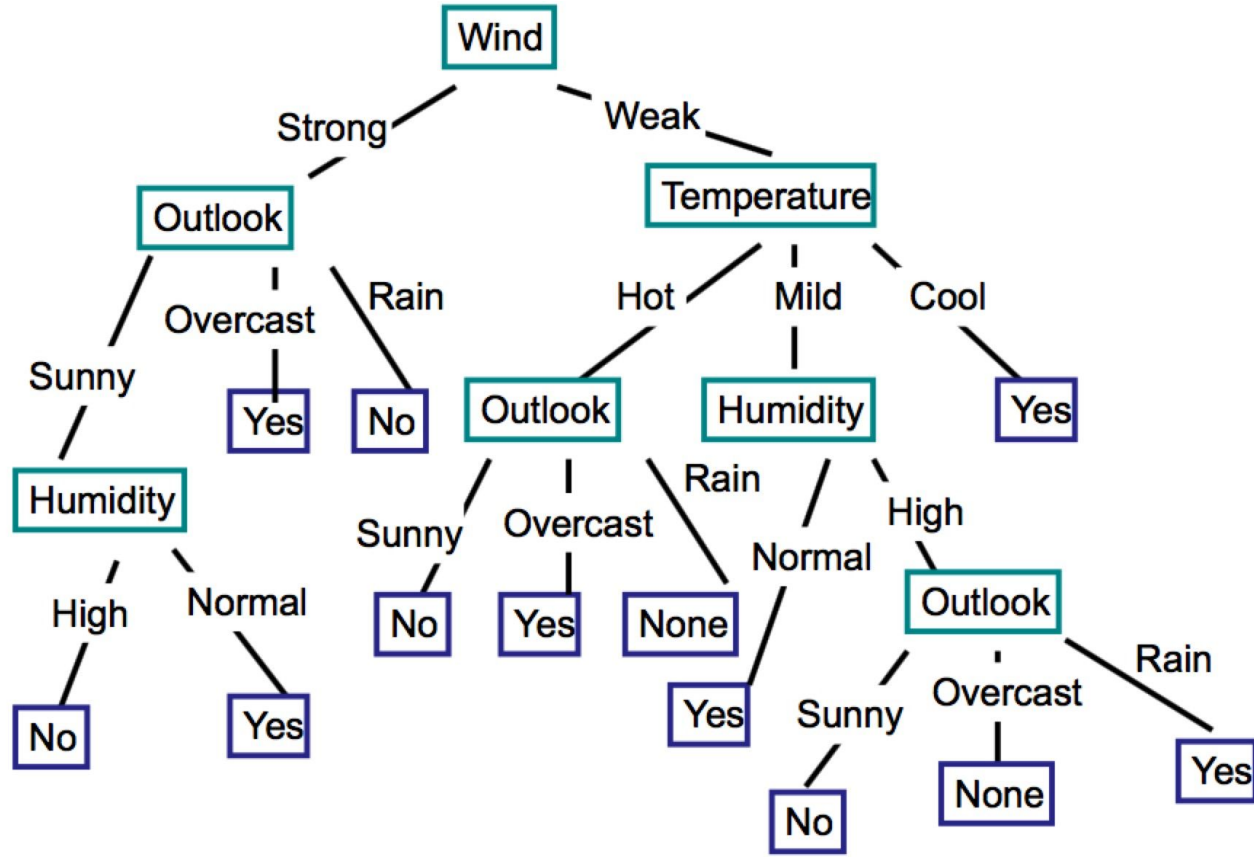 Wind
Strong
Weak
Outlook
Temperature
Sunny
Overcast
Rain
Hot
Mild
Cool
Humidity
Yes
No
Outlook
Humidity
Yes
High
Normal
Sunny
Overcast
Rain
Normal
High
No
Yes
No
Yes
None
Yes
Outlook
Sunny
Overcast
Rain
No
None
Yes